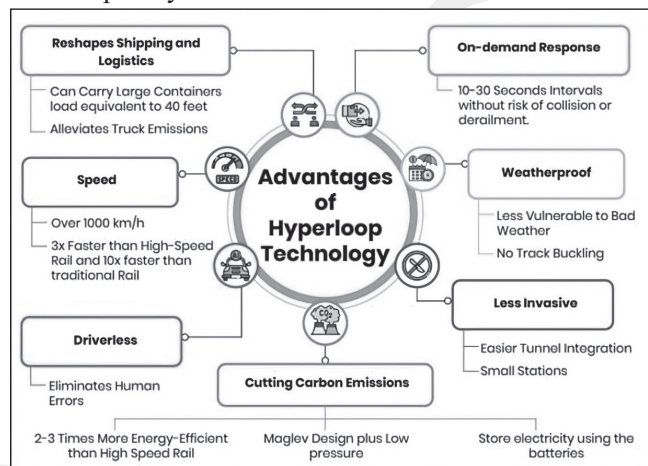 Reshapes Shipping and
Logistics
Can Carry Large Containers
load equivalent to 40 feet
Alleviates Truck Emissions
On-demand Response
10-30 Seconds Intervals
without risk of collision or
derailment.
Speed
Over 1000 km/h
3x Faster than High-Speed
Rail and 10x faster than
traditional Rail
SPEED
Advantages
of
Hyperloop
Technology
Weatherproof
Less Vulnerable to Bad
Weather
No Track Buckling
Driverless
Eliminates Human
Errors
CO2
Less Invasive
Easier Tunnel Integration
Small Stations
Cutting Carbon Emissions
2-3 Times More Energy-Efficient
than High Speed Rail
Maglev Design plus Low
pressure
Store electricity using the
batteries